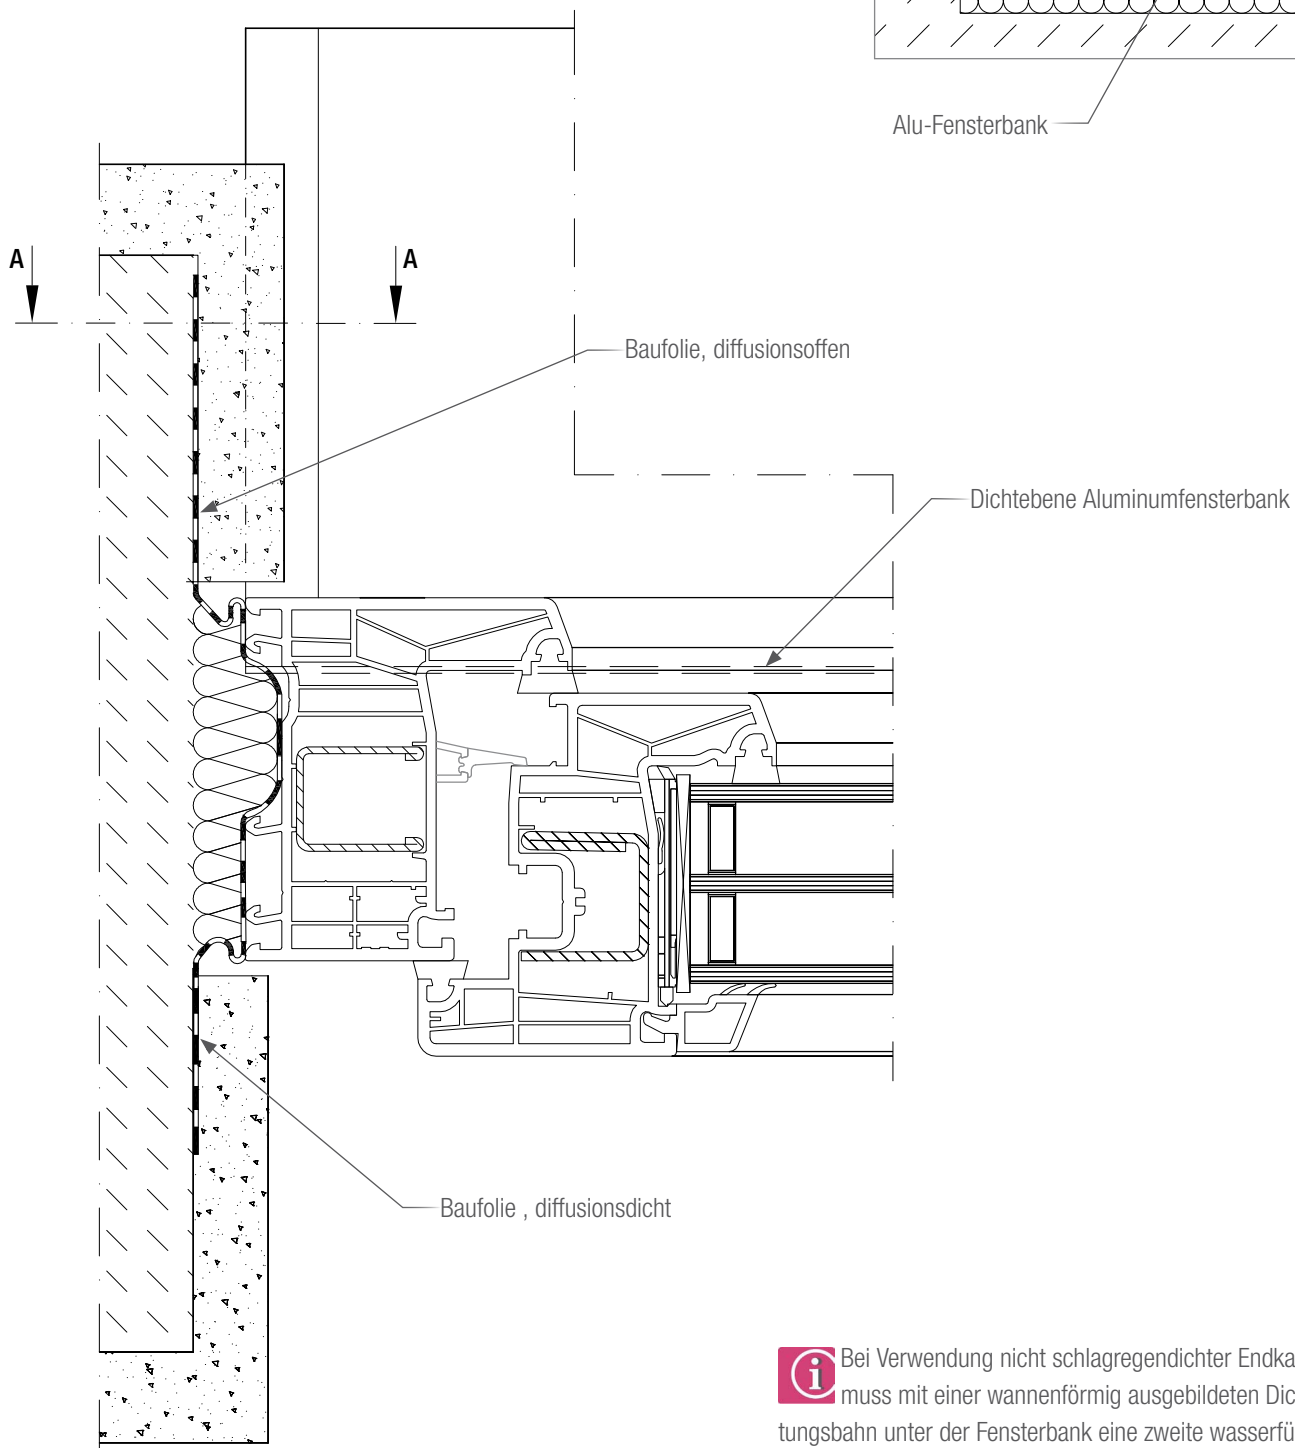 Alu-Fensterbank
A A
Baufolie, diffusionsoffen
Dichtebene Aluminumfensterbank
Baufolie , diffusionsdicht
i Bei Verwendung nicht schlagregendichter Endka
muss mit einer wannenförmig ausgebildeten Dic
tungsbahn unter der Fensterbank eine zweite wasserfü